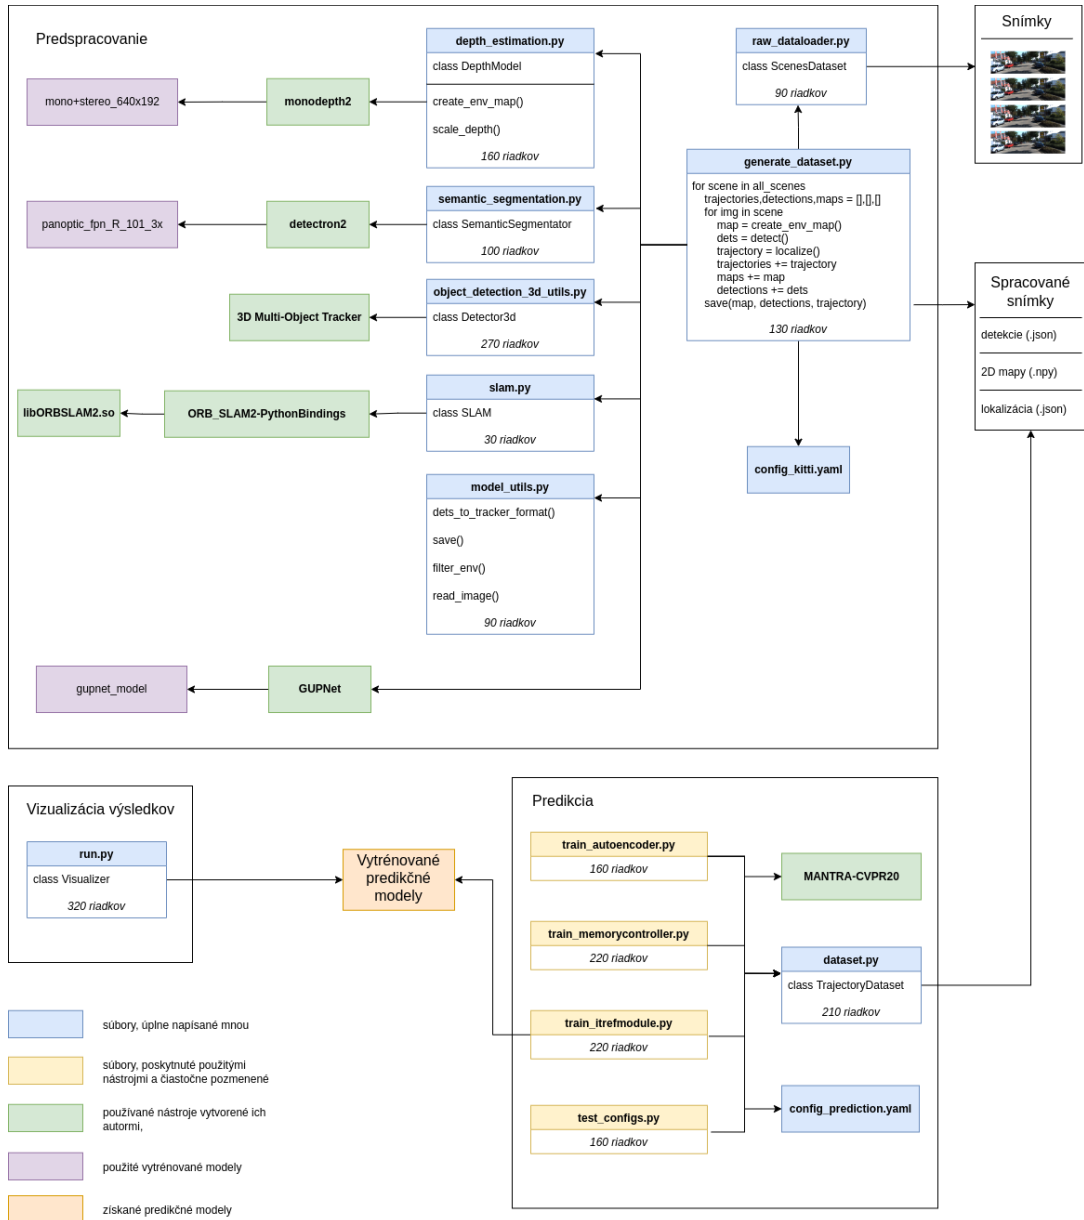 Predspracovanie
depth_estimation.py
class DepthModel
create_env_map()
scale_depth()
160 riadkov
monodepth2
mono+stereo_640x192
semantic_segmentation.py
class SemanticSegmentator
100 riadkov
detectron2
panoptic_fpn_R_101_3x
object_detection_3d_utils.py
class Detector3d
270 riadkov
3D Multi-Object Tracker
slam.py
class SLAM
30 riadkov
ORB_SLAM2-PythonBindings
libORBSLAM2.so
model_utils.py
dets_to_tracker_format()
save()
filter_env()
read_image()
90 riadkov
GUPNet
gupnet_model
raw_dataloader.py
class ScenesDataset
90 riadkov
generate_dataset.py
for scene in all_scenes
trajectories,detections,maps = [],[],[]
for img in scene
map = create_env_map()
dets = detect()
trajectory = localize()
trajectories += trajectory
maps += map
detections += dets
save(map, detections, trajectory)
130 riadkov
config_kitti.yaml
Snímky
Spracované
snímky
detekcie (.json)
2D mapy (.npy)
lokalizácia (.json)
Vizualizácia výsledkov
run.py
class Visualizer
320 riadkov
Vytrénované
predikčné
modely
Predikcia
train_autoencoder.py
160 riadkov
train_memorycontroller.py
220 riadkov
train_itrefmodule.py
220 riadkov
test_configs.py
160 riadkov
MANTRA-CVPR20
dataset.py
class TrajectoryDataset
210 riadkov
config_prediction.yaml
súbory, úplne napísané mnou
súbory, poskytnuté použitými
nástrojmi a čiastočne pozmenené
používané nástroje vytvorené ich
autormi,
použité vytrénované modely
získané predikčné modely